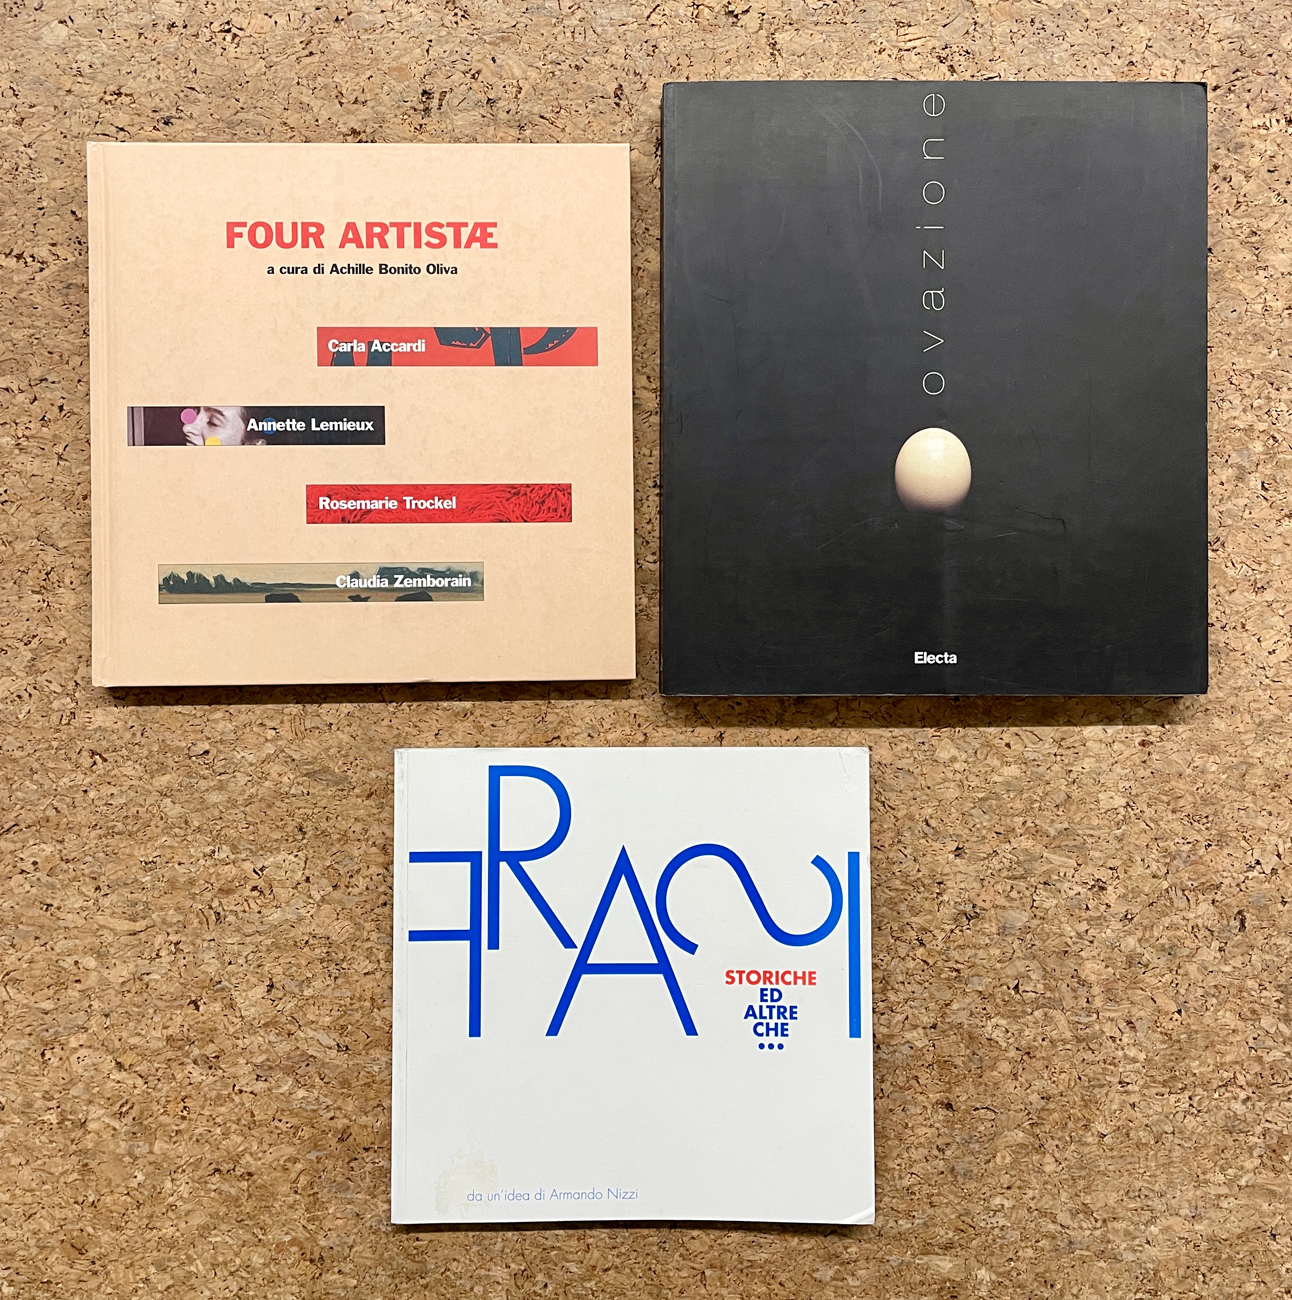 FOUR ARTISTÆ
a cura di Achille Bonito Oliva
Carla Accardi
Annette Lemieux
Rosemarie Trockel
Claudia Zemborain
ovazione
Electa
FRASI
STORICHE
ED
ALTRE
CHE
•••
da un'idea di Armando Nizzi